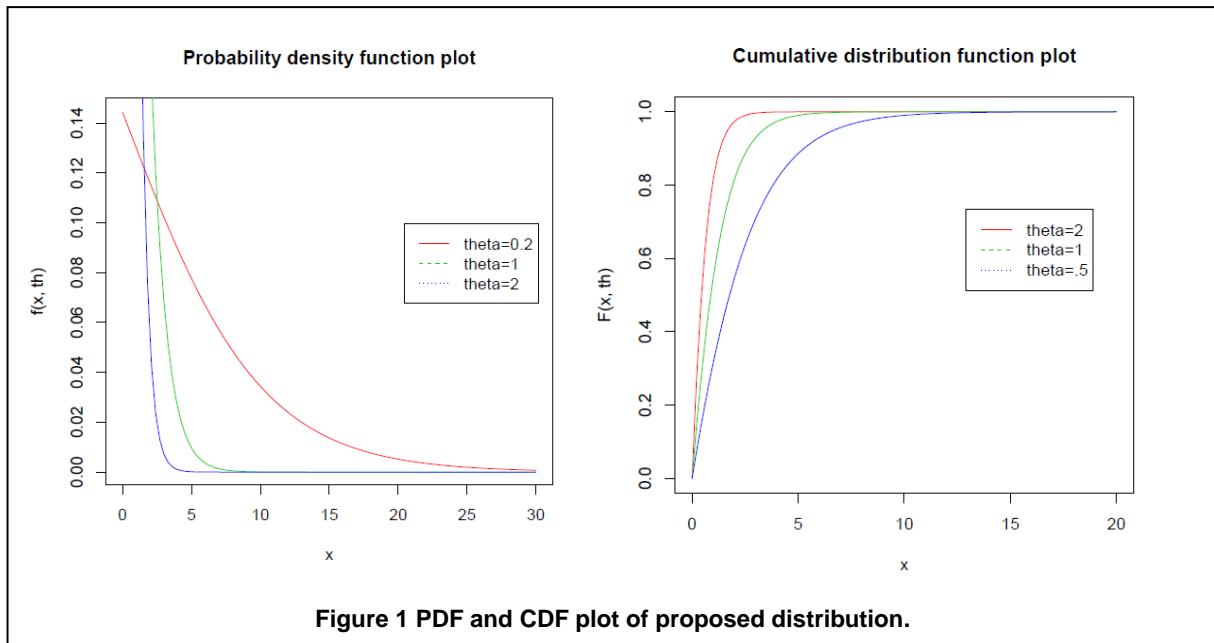 Probability density function plot
f(x, th)
0.14
0.12
0.10
0.08
0.06
0.04
0.02
0.00
theta=0.2
theta=1
theta=2
0 5 10 15 20 25 30
x
Cumulative distribution function plot
F(x, th)
1.0
0.8
0.6
0.4
0.2
0.0
theta=2
theta=1
theta=.5
0 5 10 15 20
x
Figure 1 PDF and CDF plot of proposed distribution.